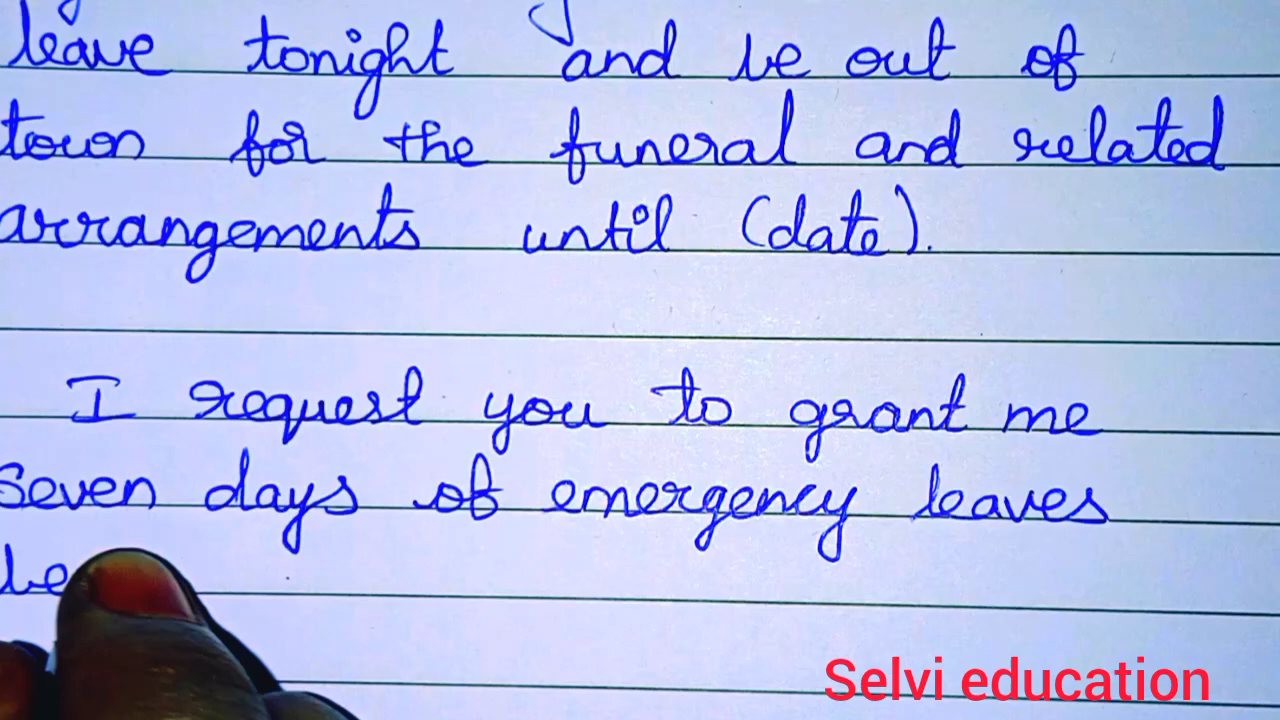 leave tonight and be out of
town for the funeral and related
arrangements until (date).
I request you to grant me
seven days of emergency leaves
be
Selvi education